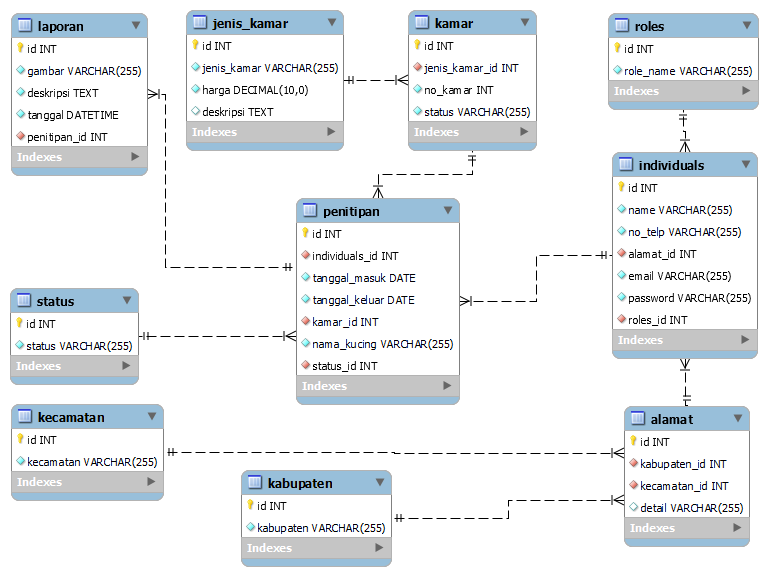 laporan
id INT
gambar VARCHAR(255)
deskripsi TEXT
tanggal DATETIME
penitipan_id INT
Indexes
jenis_kamar
id INT
jenis_kamar VARCHAR(255)
harga DECIMAL(10,0)
deskripsi TEXT
Indexes
kamar
id INT
jenis_kamar_id INT
no_kamar INT
status VARCHAR(255)
Indexes
roles
id INT
role_name VARCHAR(255)
Indexes
individuals
id INT
name VARCHAR(255)
no_telp VARCHAR(255)
alamat_id INT
email VARCHAR(255)
password VARCHAR(255)
roles_id INT
Indexes
penitipan
id INT
individuals_id INT
tanggal_masuk DATE
tanggal_keluar DATE
kamar_id INT
nama_kucing VARCHAR(255)
status_id INT
Indexes
status
id INT
status VARCHAR(255)
Indexes
kecamatan
id INT
kecamatan VARCHAR(255)
Indexes
kabupaten
id INT
kabupaten VARCHAR(255)
Indexes
alamat
id INT
kabupaten_id INT
kecamatan_id INT
detail VARCHAR(255)
Indexes